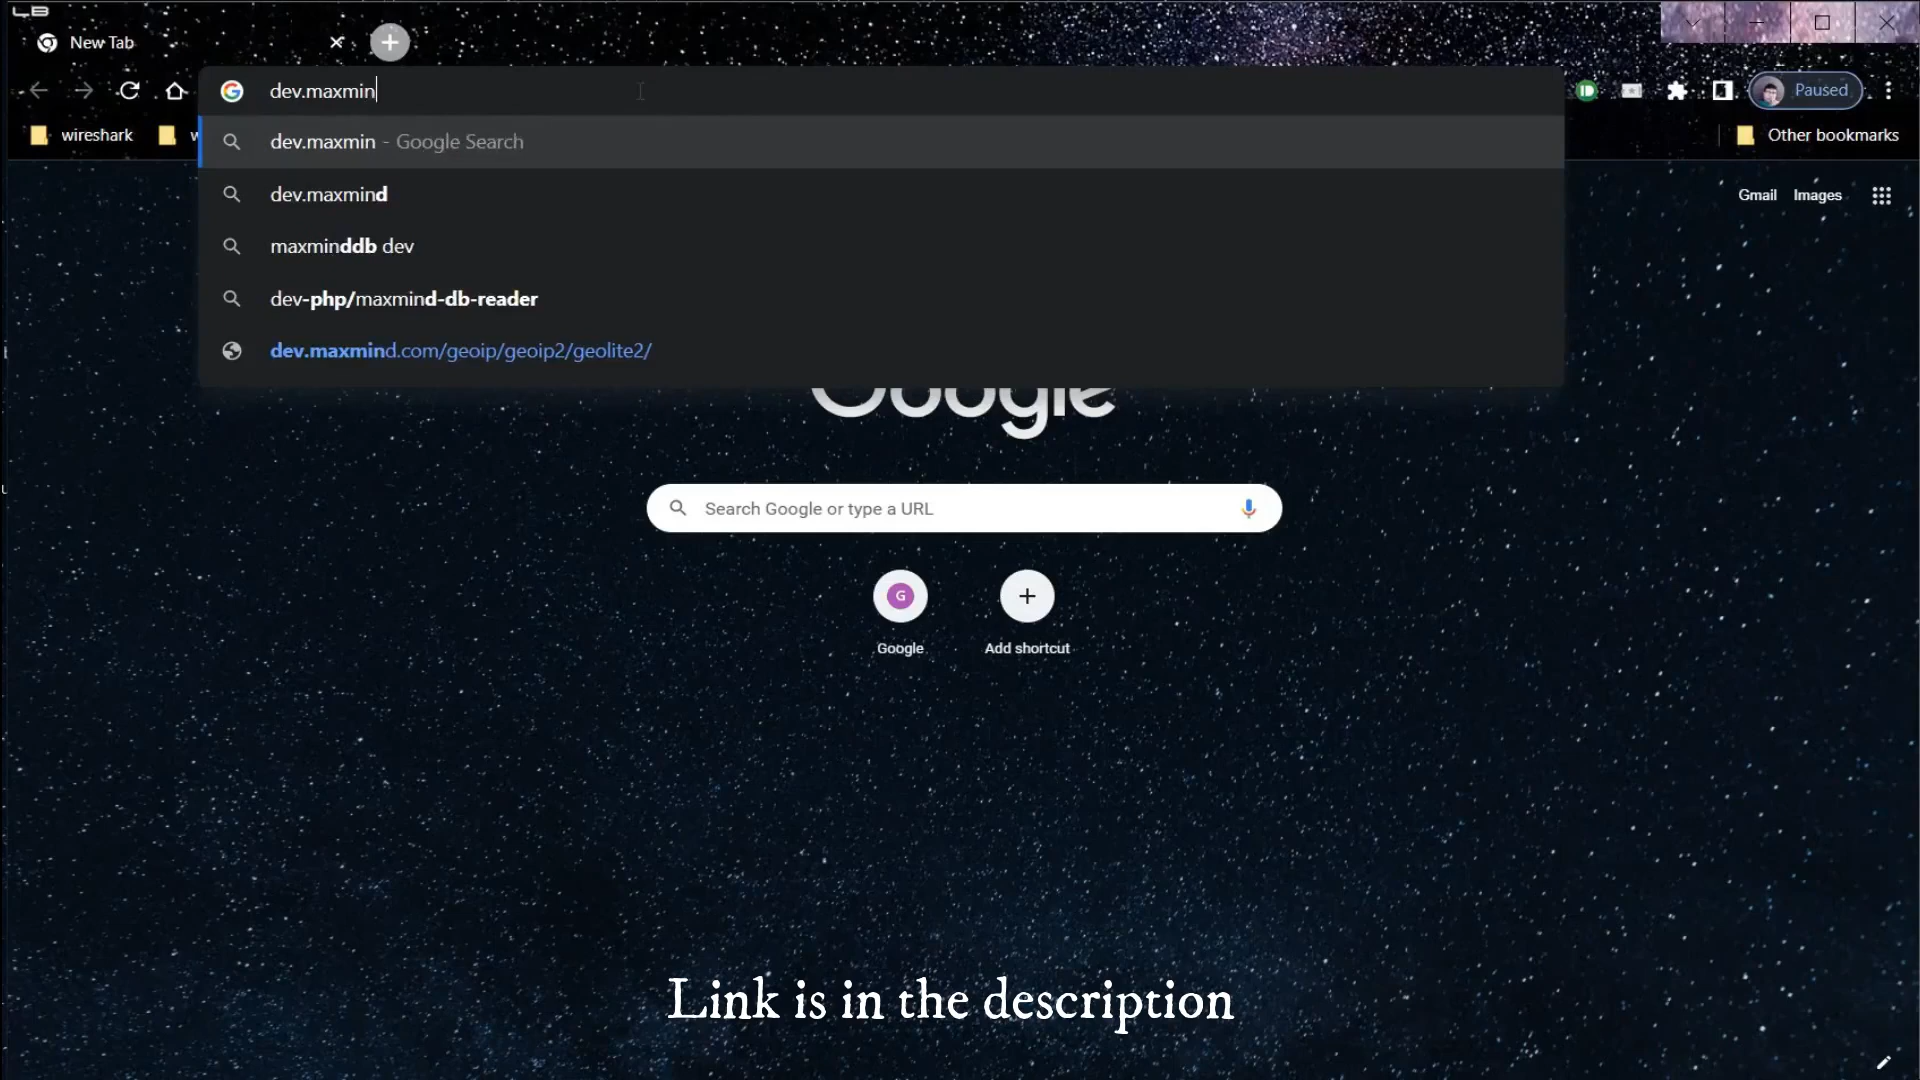 New Tab
dev.maxmin
Paused
wireshark
w
Other bookmarks
dev.maxmin - Google Search
dev.maxmind
Gmail
Images
maxminddb dev
dev-php/maxmind-db-reader
dev.maxmind.com/geoip/geoip2/geolite2/
Google
Search Google or type a URL
G
Google
Add shortcut
Link is in the description